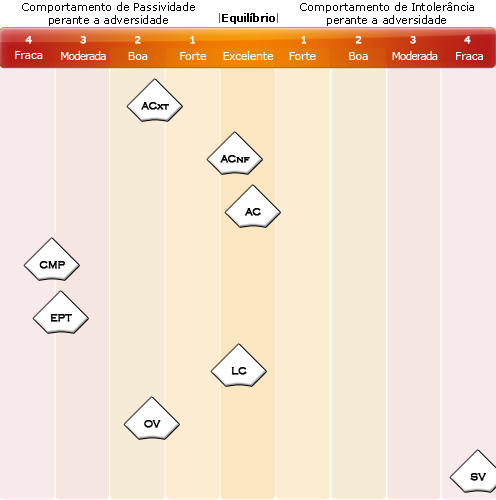 Comportamento de Passividade
perante a adversidade
|Equilíbrio|
Comportamento de Intolerância
perante a adversidade
4 3 2 1 1 2 3 4
Fraca Moderada Boa Forte Excelente Forte Boa Moderada Fraca
ACXT
ACNF
AC
CMP
EPT
LC
OV
SV